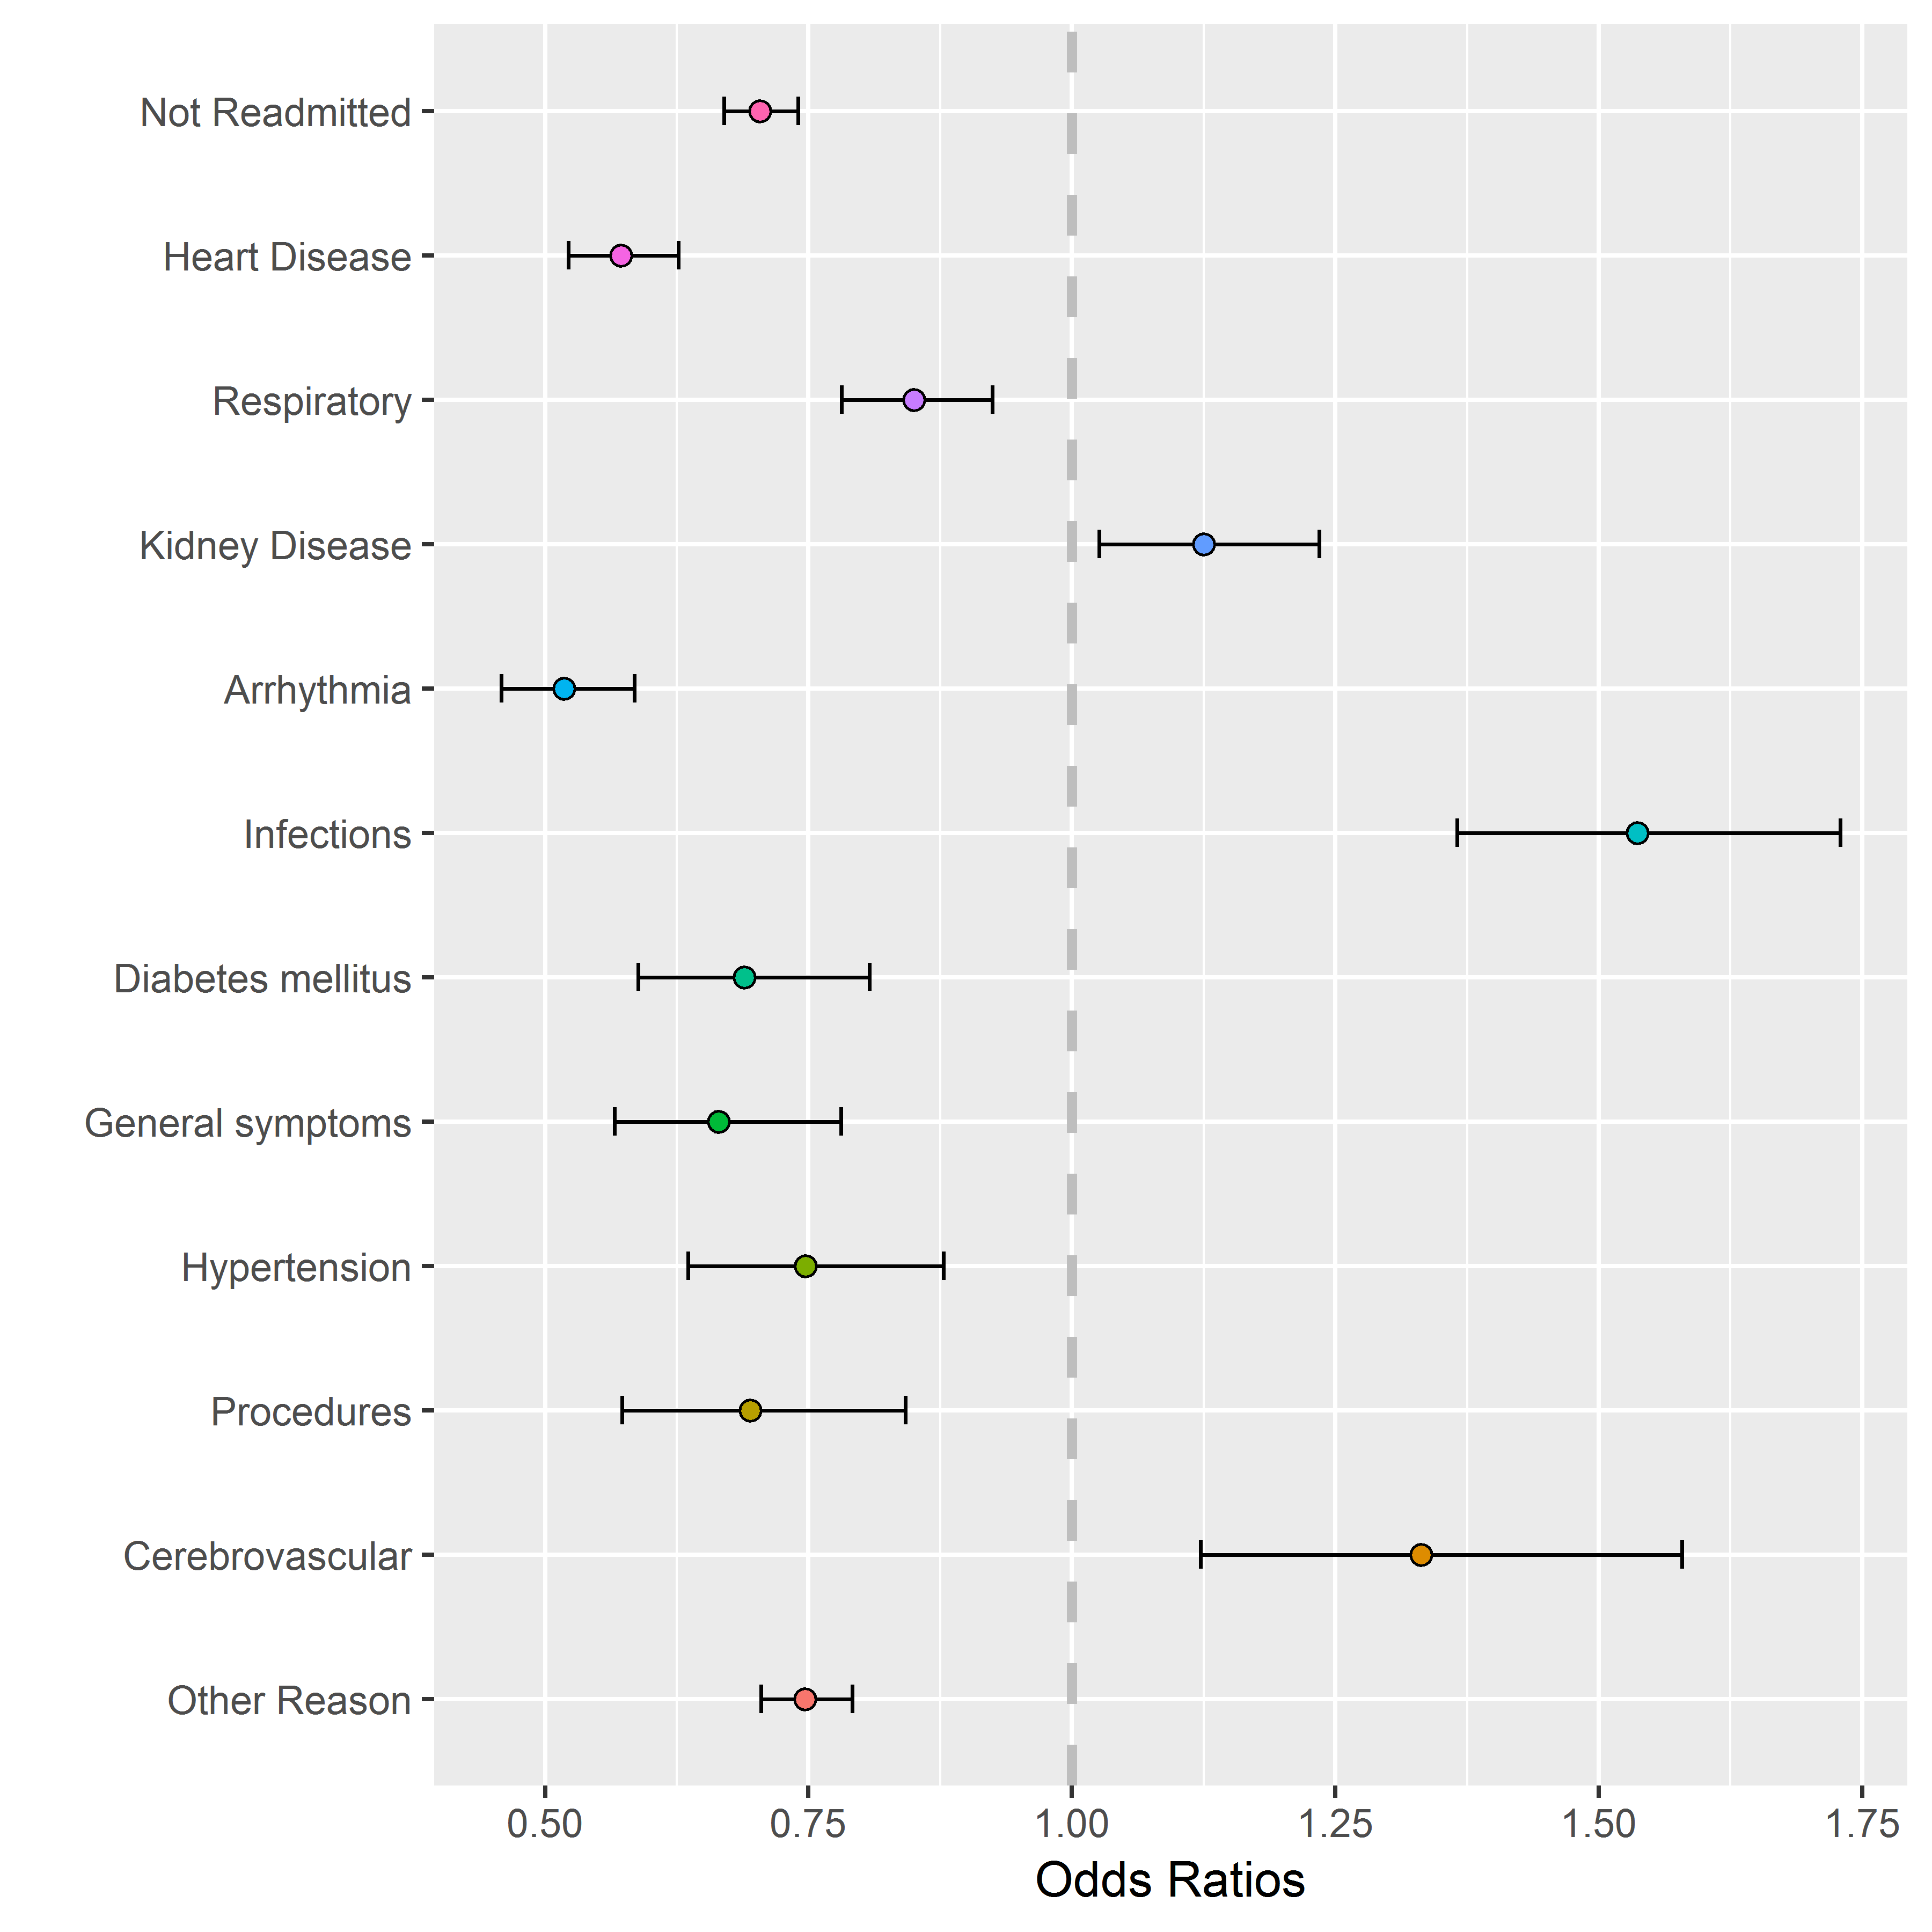 Not Readmitted
Heart Disease
Respiratory
Kidney Disease
Arrhythmia
Infections
Diabetes mellitus
General symptoms
Hypertension
Procedures
Cerebrovascular
Other Reason
0.50 0.75 1.00 1.25 1.50 1.75
Odds Ratios